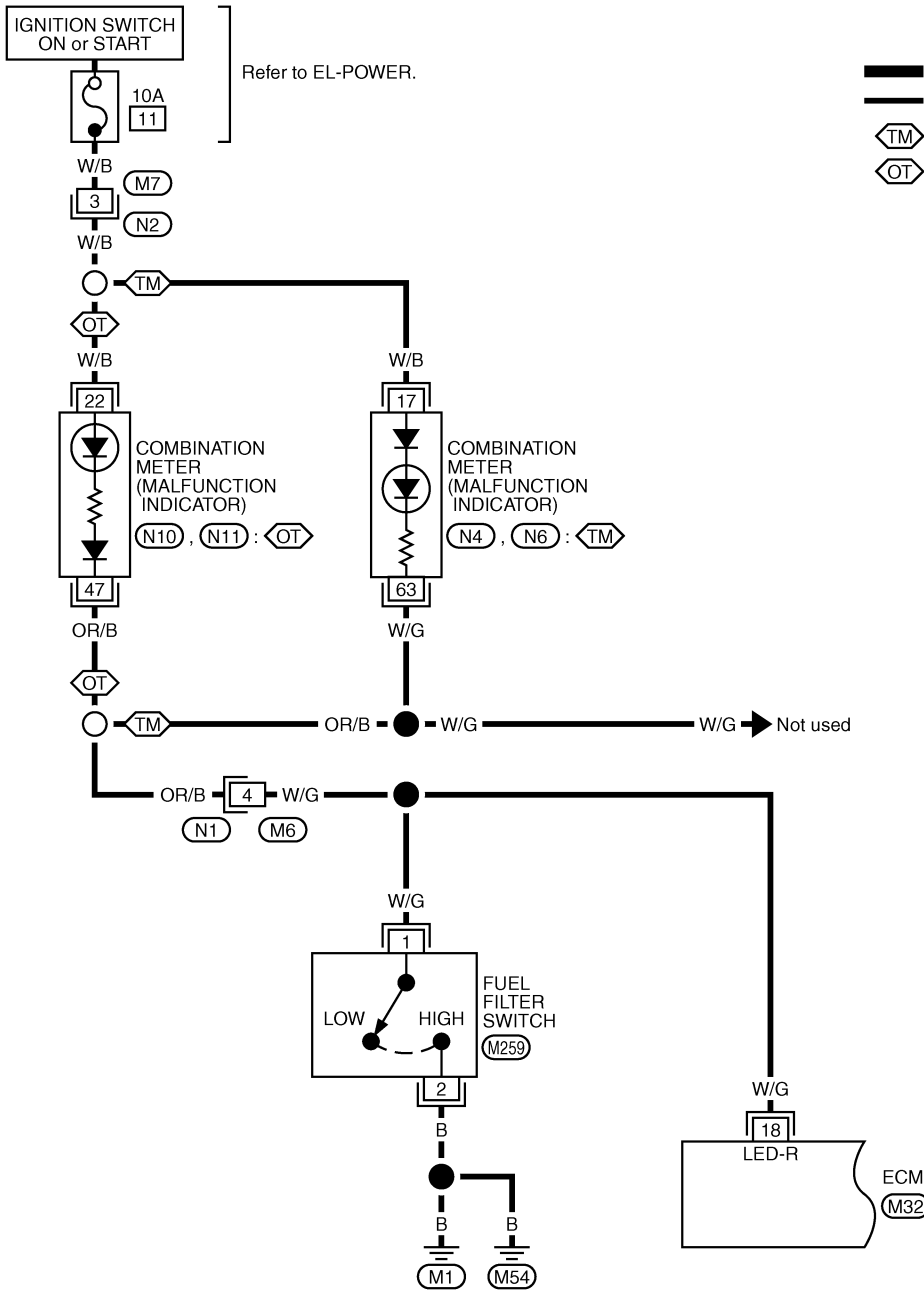 IGNITION SWITCH
ON or START
Refer to EL-POWER.
10A
11
TM
OT
W/B
M7
3
N2
W/B
TM
OT
W/B
W/B
22
17
COMBINATION
METER
(MALFUNCTION
INDICATOR)
N10 , N11 : OT
COMBINATION
METER
(MALFUNCTION
INDICATOR)
N4 , N6 : TM
47
63
OR/B
W/G
OT
TM
OR/B
W/G
W/G
Not used
OR/B
4
W/G
N1
M6
W/G
1
LOW
HIGH
FUEL
FILTER
SWITCH
M259
2
B
W/G
18
LED-R
ECM
M32
B
B
M1
M54